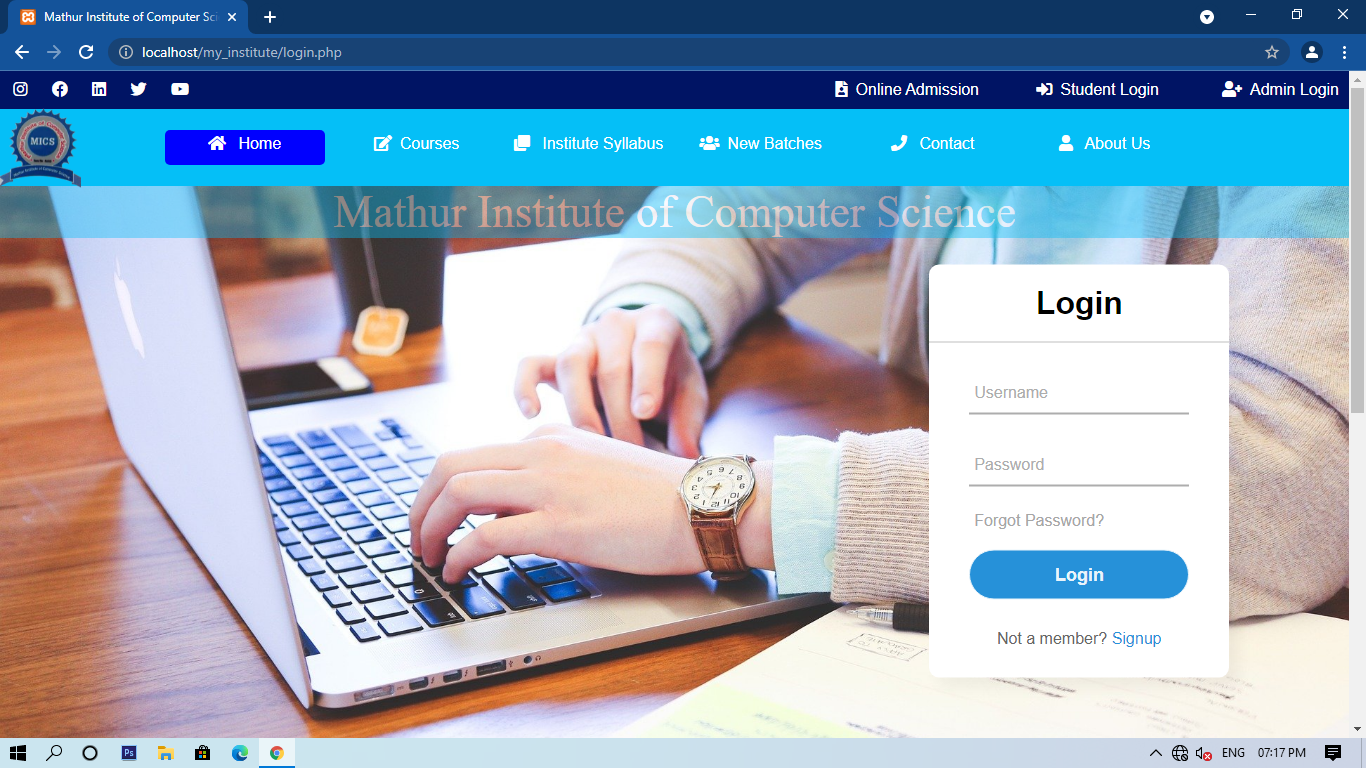 Mathur Institute of Computer Sci
localhost/my_institute/login.php
Online Admission
Student Login
Admin Login
MICS
Home
Courses
Institute Syllabus
New Batches
Contact
About Us
Mathur Institute of Computer Science
Login
Username
Password
Forgot Password?
Login
Not a member? Signup
Ps
ENG
07:17 PM